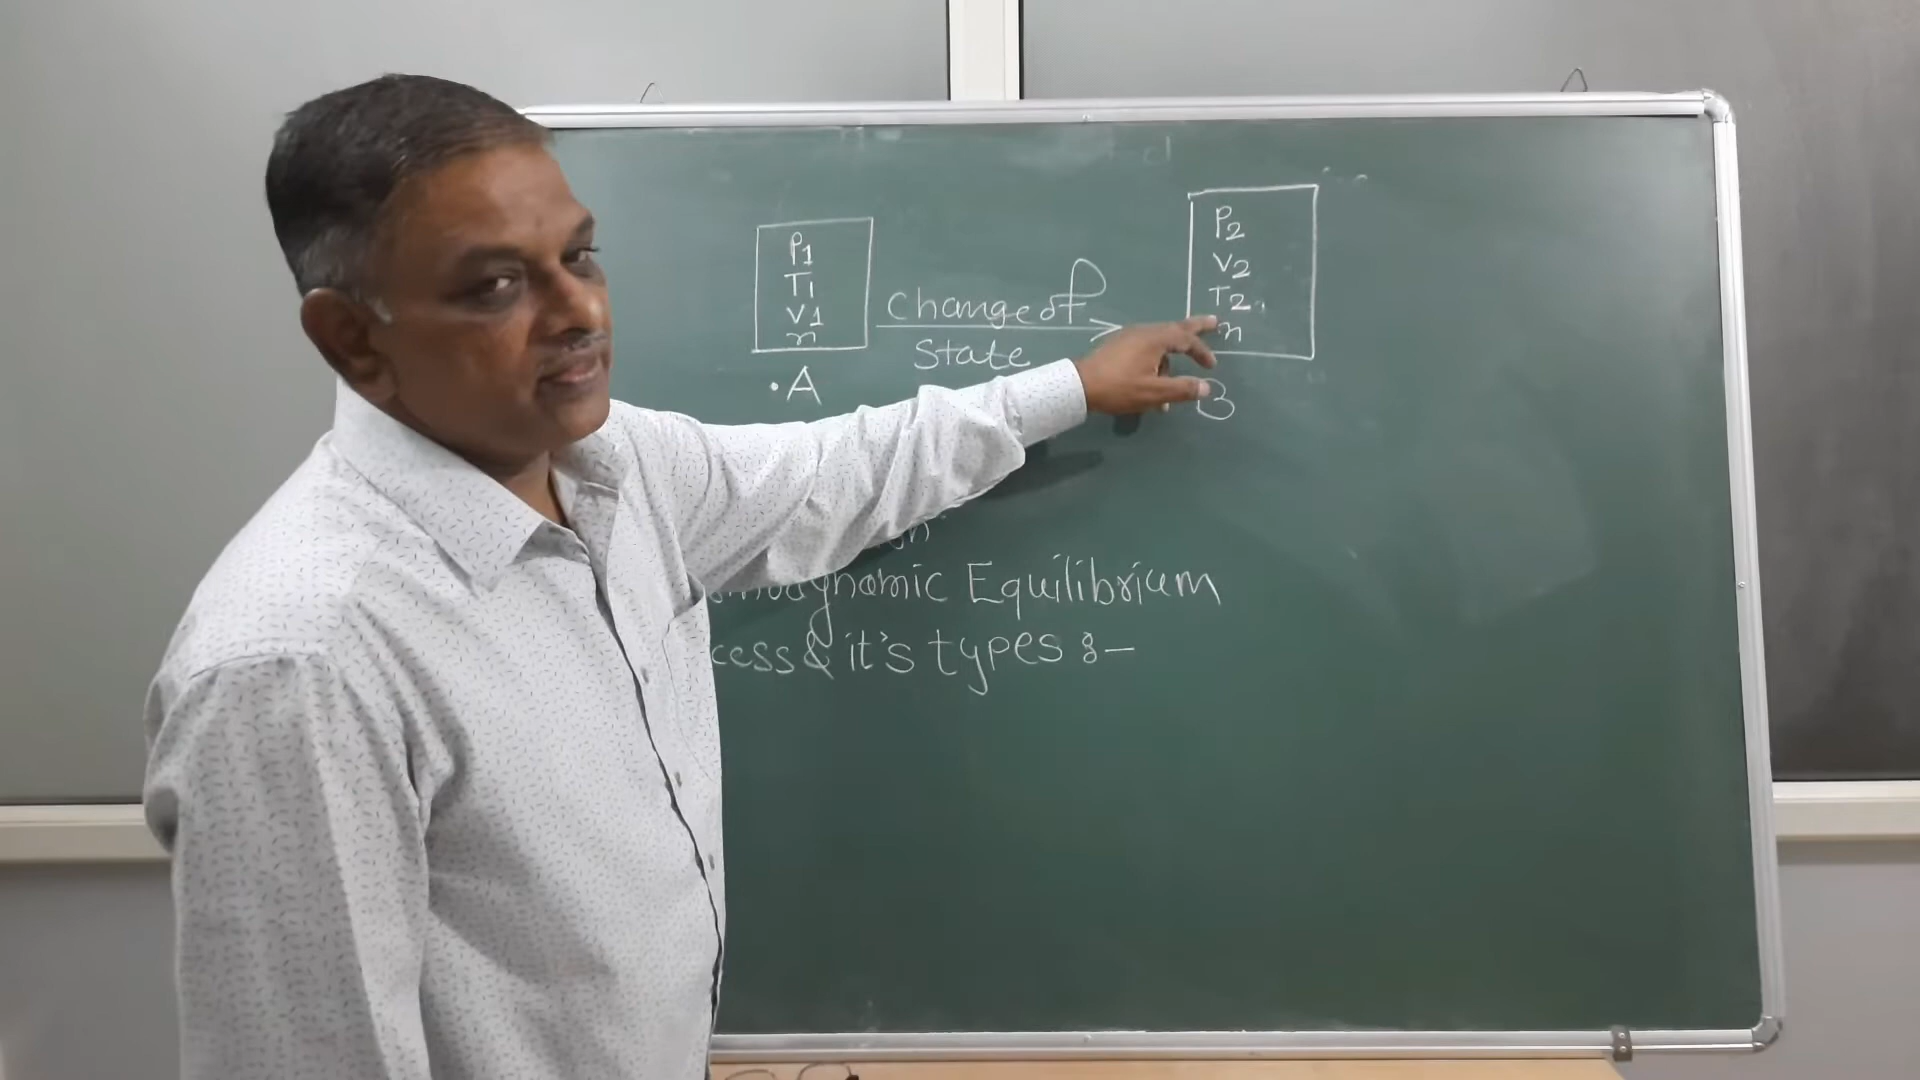 P1
T1
V1
n
A
Change of
State
P2
V2
T2
n
B
Equilibrium
& it's types :-